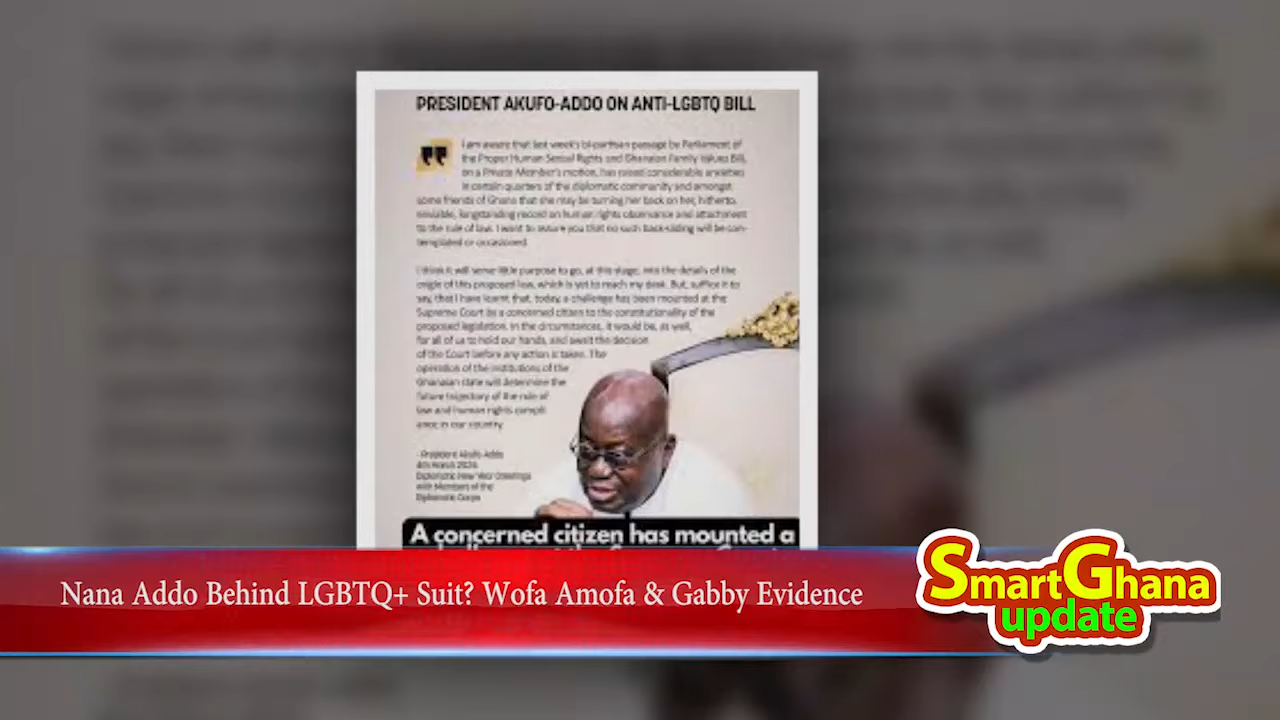 PRESIDENT AKUFO-ADDO ON ANTI-LGBTQ BILL
I am aware that last week's bi-partisan passage by Parliament of
the Proper Human Sexual Rights and Ghanaian Family Values Bill,
on a Private Member's motion, has raised considerable anxieties
in certain quarters of the diplomatic community and amongst
some friends of Ghana that she may be turning her back on her, hitherto,
enviable, longstanding record on human rights observance and attachment
to the rule of law. I want to assure you that no such back-sliding will be con-
templated or occasioned.
I think it will serve little purpose to go, at this stage, into the details of the
origin of this proposed law, which is yet to reach my desk. But, suffice it to
say, that I have learnt that, today, a challenge has been mounted at the
Supreme Court by a concerned citizen to the constitutionality of the
proposed legislation. In the circumstances, it would be, as well,
for all of us to hold our hands, and await the decision
of the Court before any action is taken. The
operation of the institutions of the
Ghanaian state will determine the
future trajectory of the rule of
law and human rights compli-
ance in our country.
- President Akufo-Addo
4th March 2024
Diplomatic New Year Greetings
with Members of the
Diplomatic Corps
A concerned citizen has mounted a
Nana Addo Behind LGBTQ+ Suit? Wofa Amofa & Gabby Evidence
SmartGhana
update